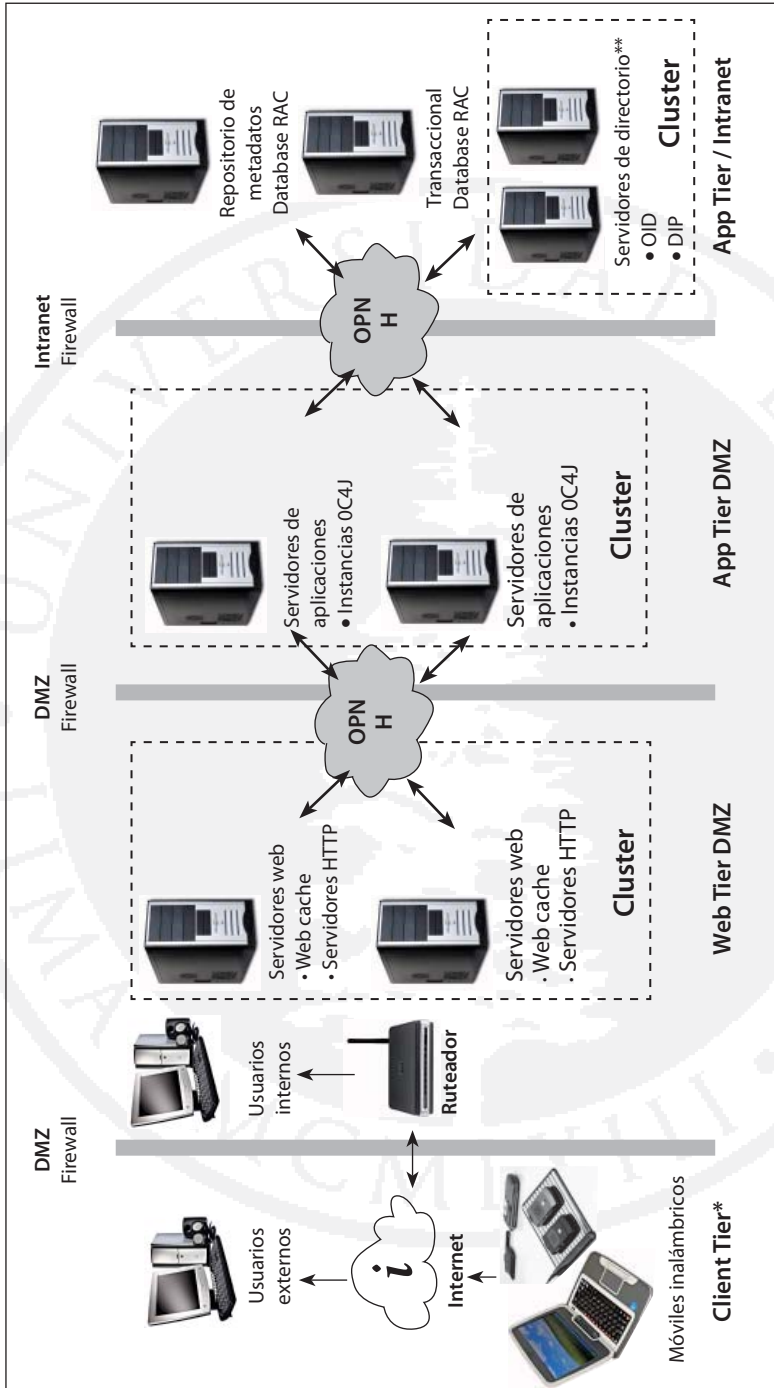 DMZ
Firewall
DMZ
Firewall
Intranet
Firewall
Usuarios
externos
Internet
Móviles inalámbricos
Client Tier*
Usuarios
internos
Ruteador
Servidores web
· Web cache
· Servidores HTTP
Servidores web
· Web cache
· Servidores HTTP
Cluster
Web Tier DMZ
OPN
H
Servidores de
aplicaciones
• Instancias 0C4J
Servidores de
aplicaciones
• Instancias 0C4J
Cluster
App Tier DMZ
OPN
H
Repositorio de
metadatos
Database RAC
Transaccional
Database RAC
Servidores de directorio**
• OID
• DIP
Cluster
App Tier / Intranet